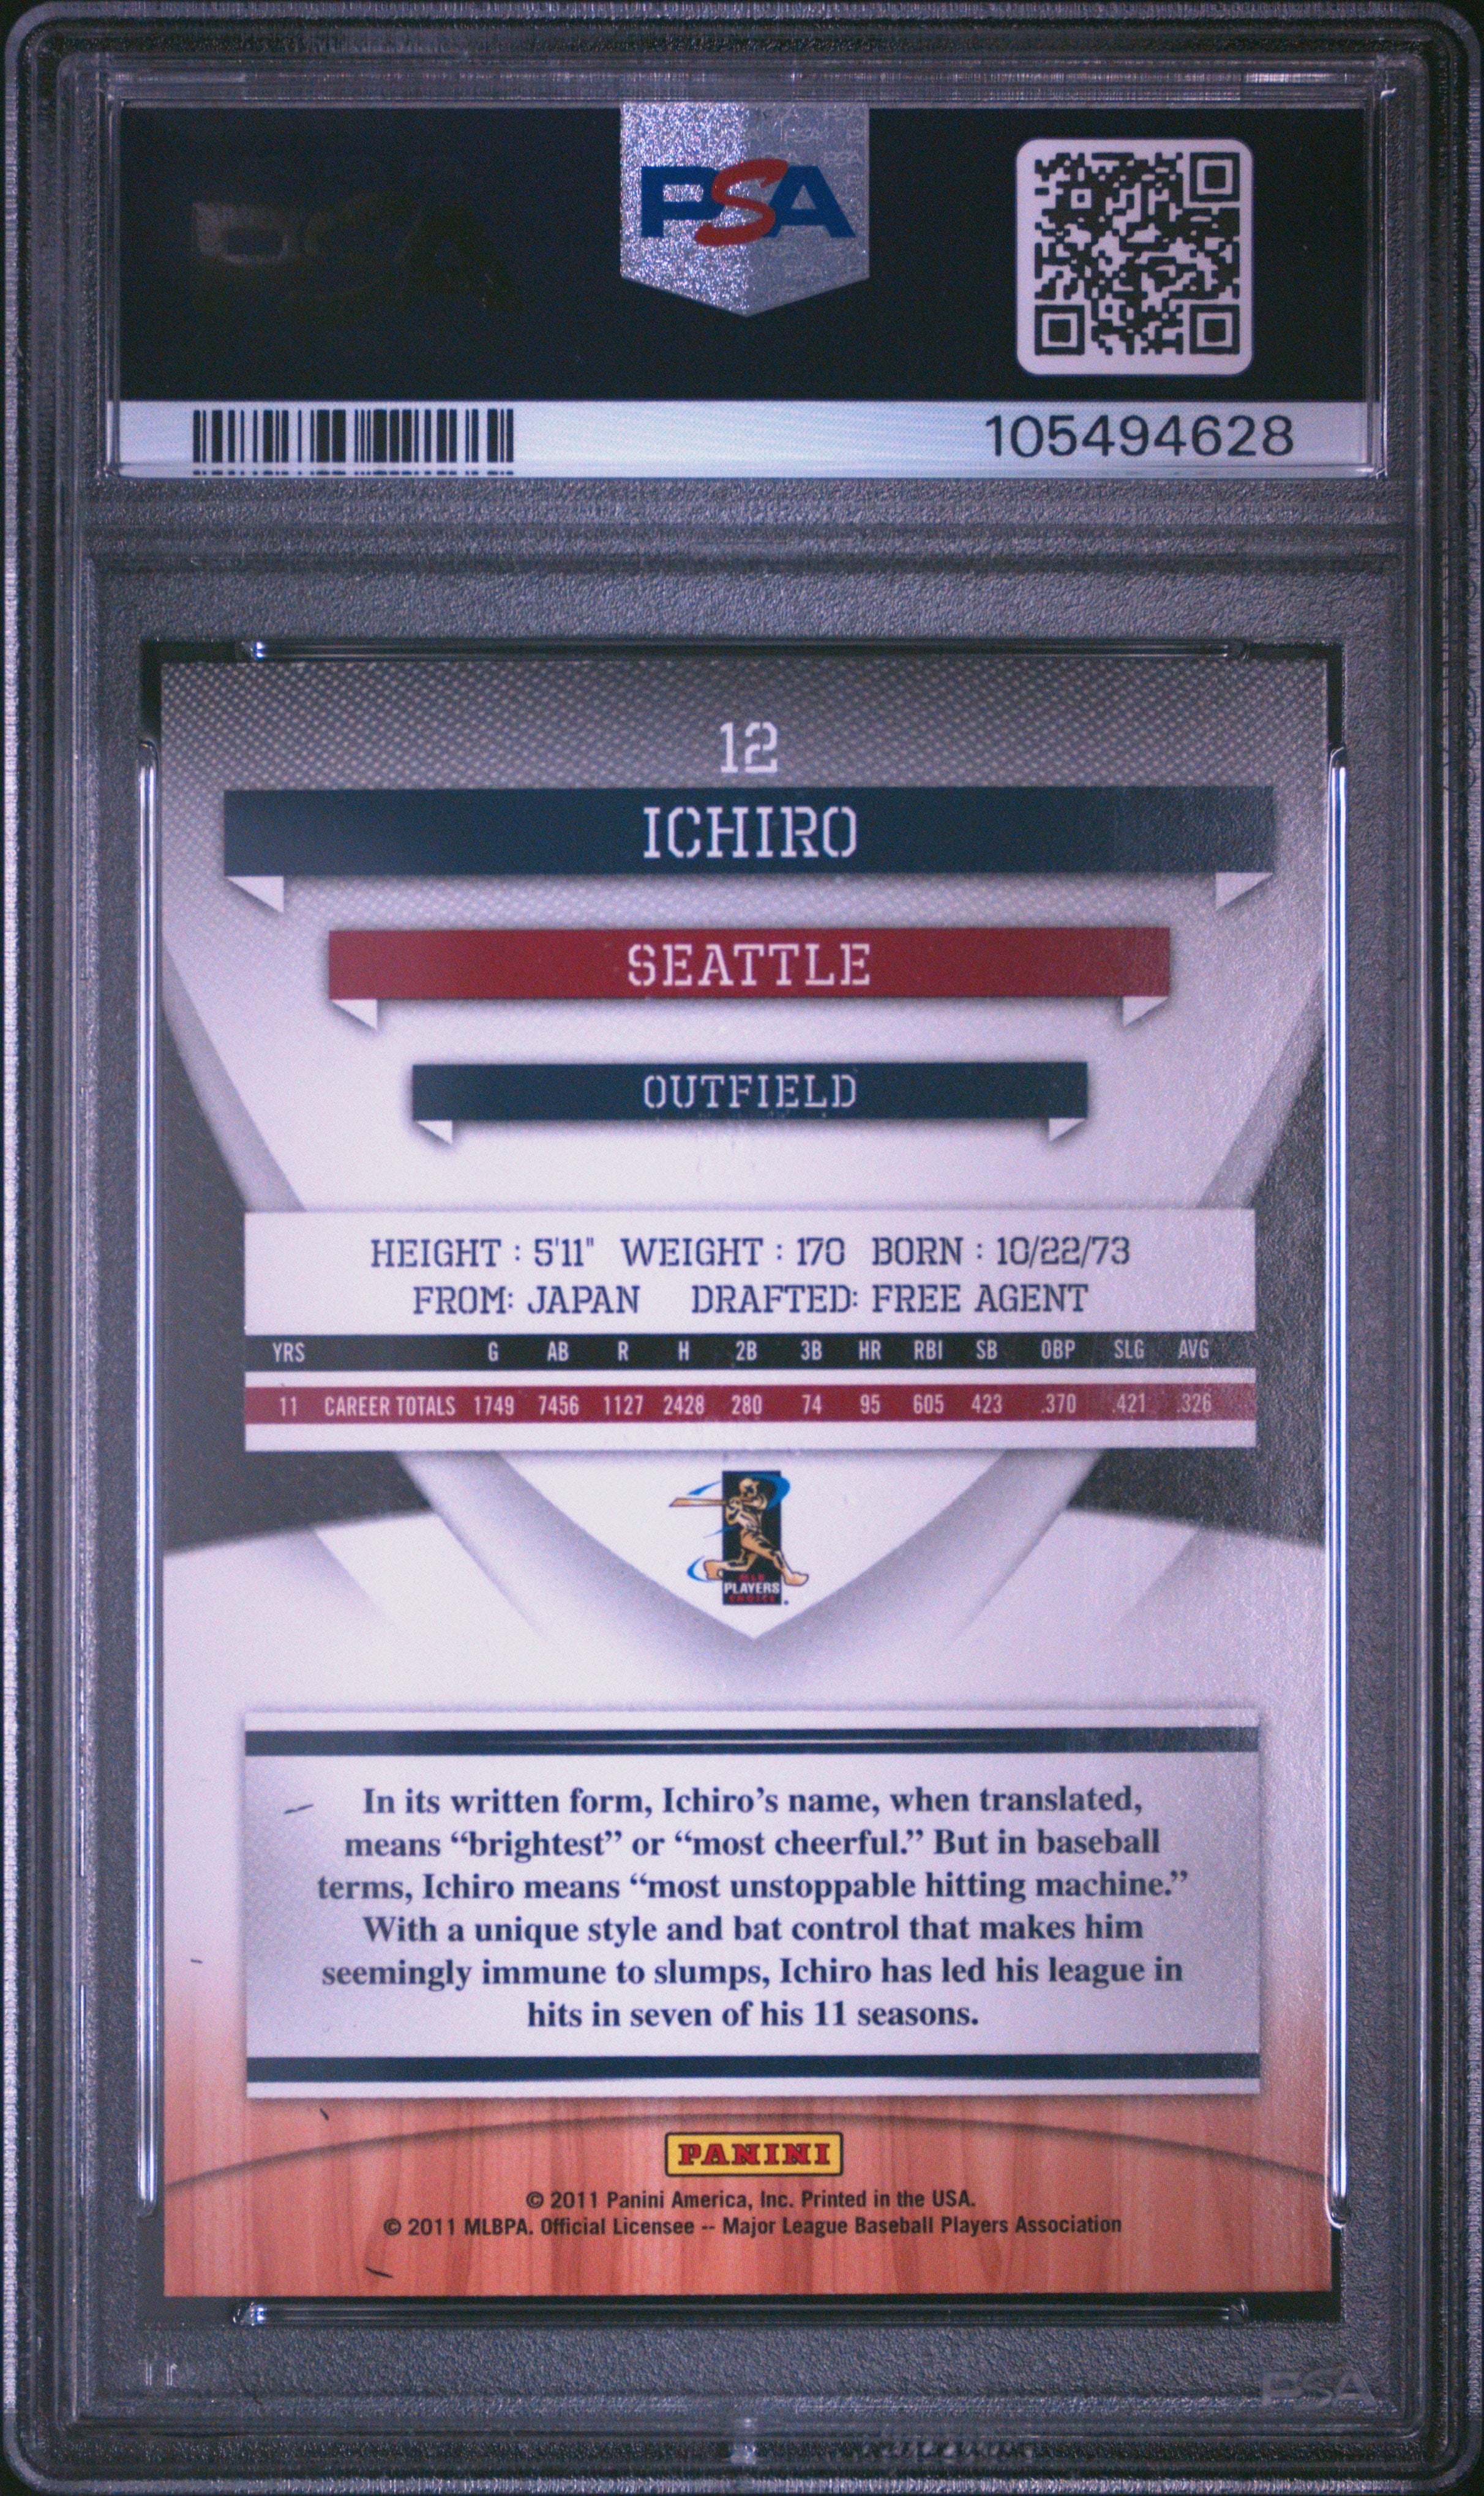 PSA
105494628
12
ICHIRO
SEATTLE
OUTFIELD
HEIGHT : 5'11" WEIGHT : 170 BORN : 10/22/73
FROM: JAPAN DRAFTED: FREE AGENT
YRS G AB R H 2B 3B HR RBI SB OBP SLG AVG
11 CAREER TOTALS 1749 7456 1127 2428 280 74 95 605 423 .370 .421 .326
MLB
PLAYERS
CHOICE
In its written form, Ichiro’s name, when translated,
means “brightest” or “most cheerful.” But in baseball
terms, Ichiro means “most unstoppable hitting machine.”
With a unique style and bat control that makes him
seemingly immune to slumps, Ichiro has led his league in
hits in seven of his 11 seasons.
PANINI
© 2011 Panini America, Inc. Printed in the USA.
© 2011 MLBPA. Official Licensee -- Major League Baseball Players Association
PSA